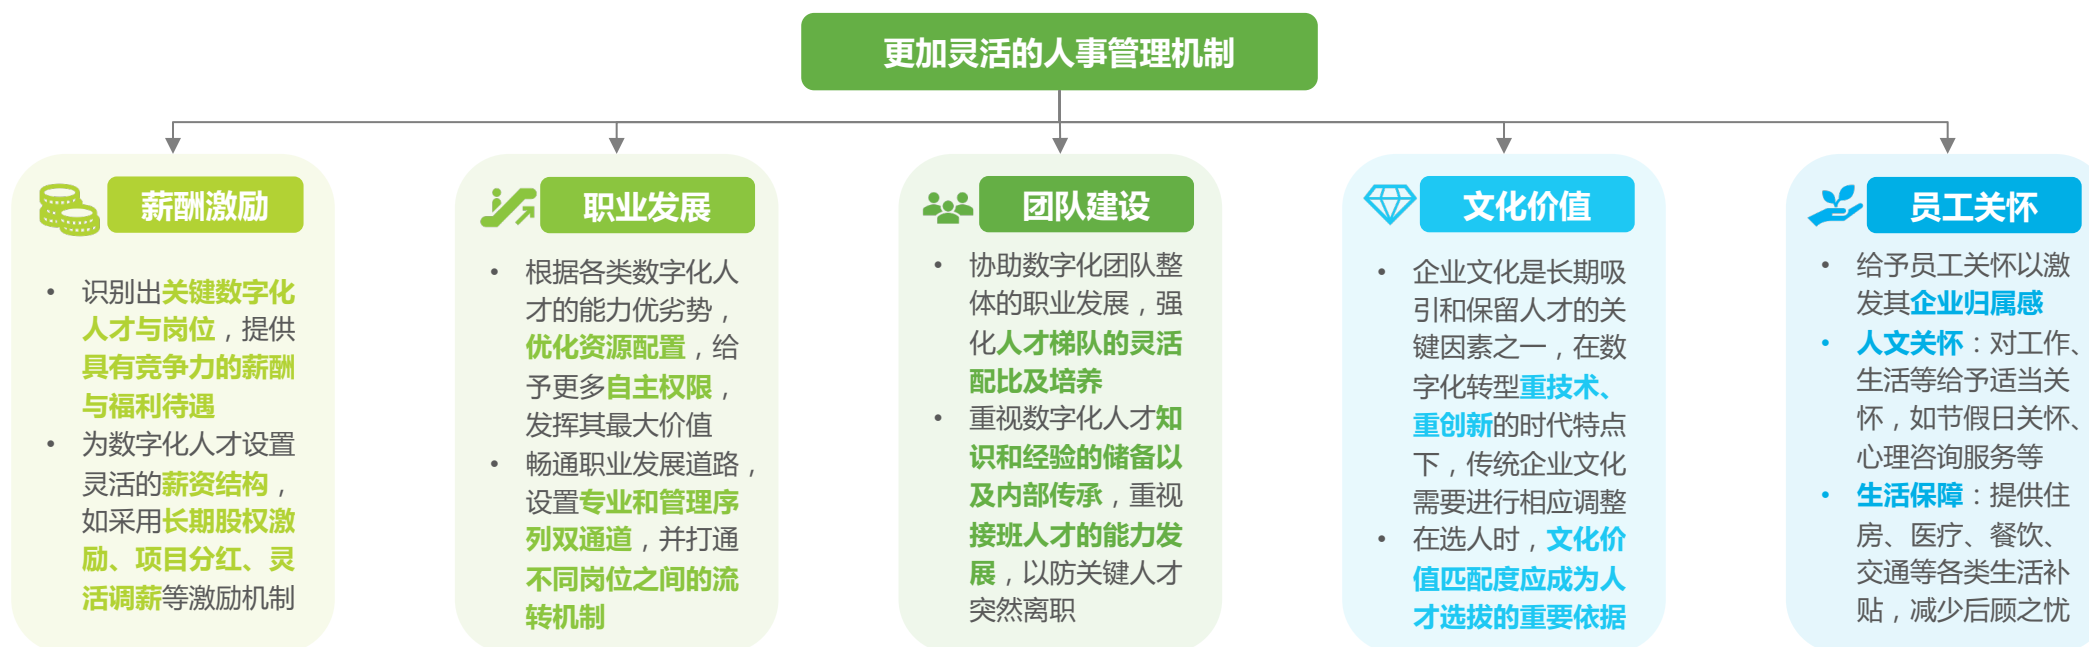 更加灵活的人事管理机制
薪酬激励
• 识别出关键数字化
人才与岗位，提供
具有竞争力的薪酬
与福利待遇
• 为数字化人才设置
灵活的薪资结构，
如采用长期股权激
励、项目分红、灵
活调薪等激励机制
职业发展
• 根据各类数字化人
才的能力优劣势，
优化资源配置，给
予更多自主权限，
发挥其最大价值
• 畅通职业发展道路，
设置专业和管理序
列双通道，并打通
不同岗位之间的流
转机制
团队建设
• 协助数字化团队整
体的职业发展，强
化人才梯队的灵活
配比及培养
• 重视数字化人才知
识和经验的储备以
及内部传承，重视
接班人才的能力发
展，以防关键人才
突然离职
文化价值
• 企业文化是长期吸
引和保留人才的关
键因素之一，在数
字化转型重技术、
重创新的时代特点
下，传统企业文化
需要进行相应调整
• 在选人时，文化价
值匹配度应成为人
才选拔的重要依据
员工关怀
• 给予员工关怀以激
发其企业归属感
• 人文关怀：对工作、
生活等给予适当关
怀，如节假日关怀、
心理咨询服务等
• 生活保障：提供住
房、医疗、餐饮、
交通等各类生活补
贴，减少后顾之忧